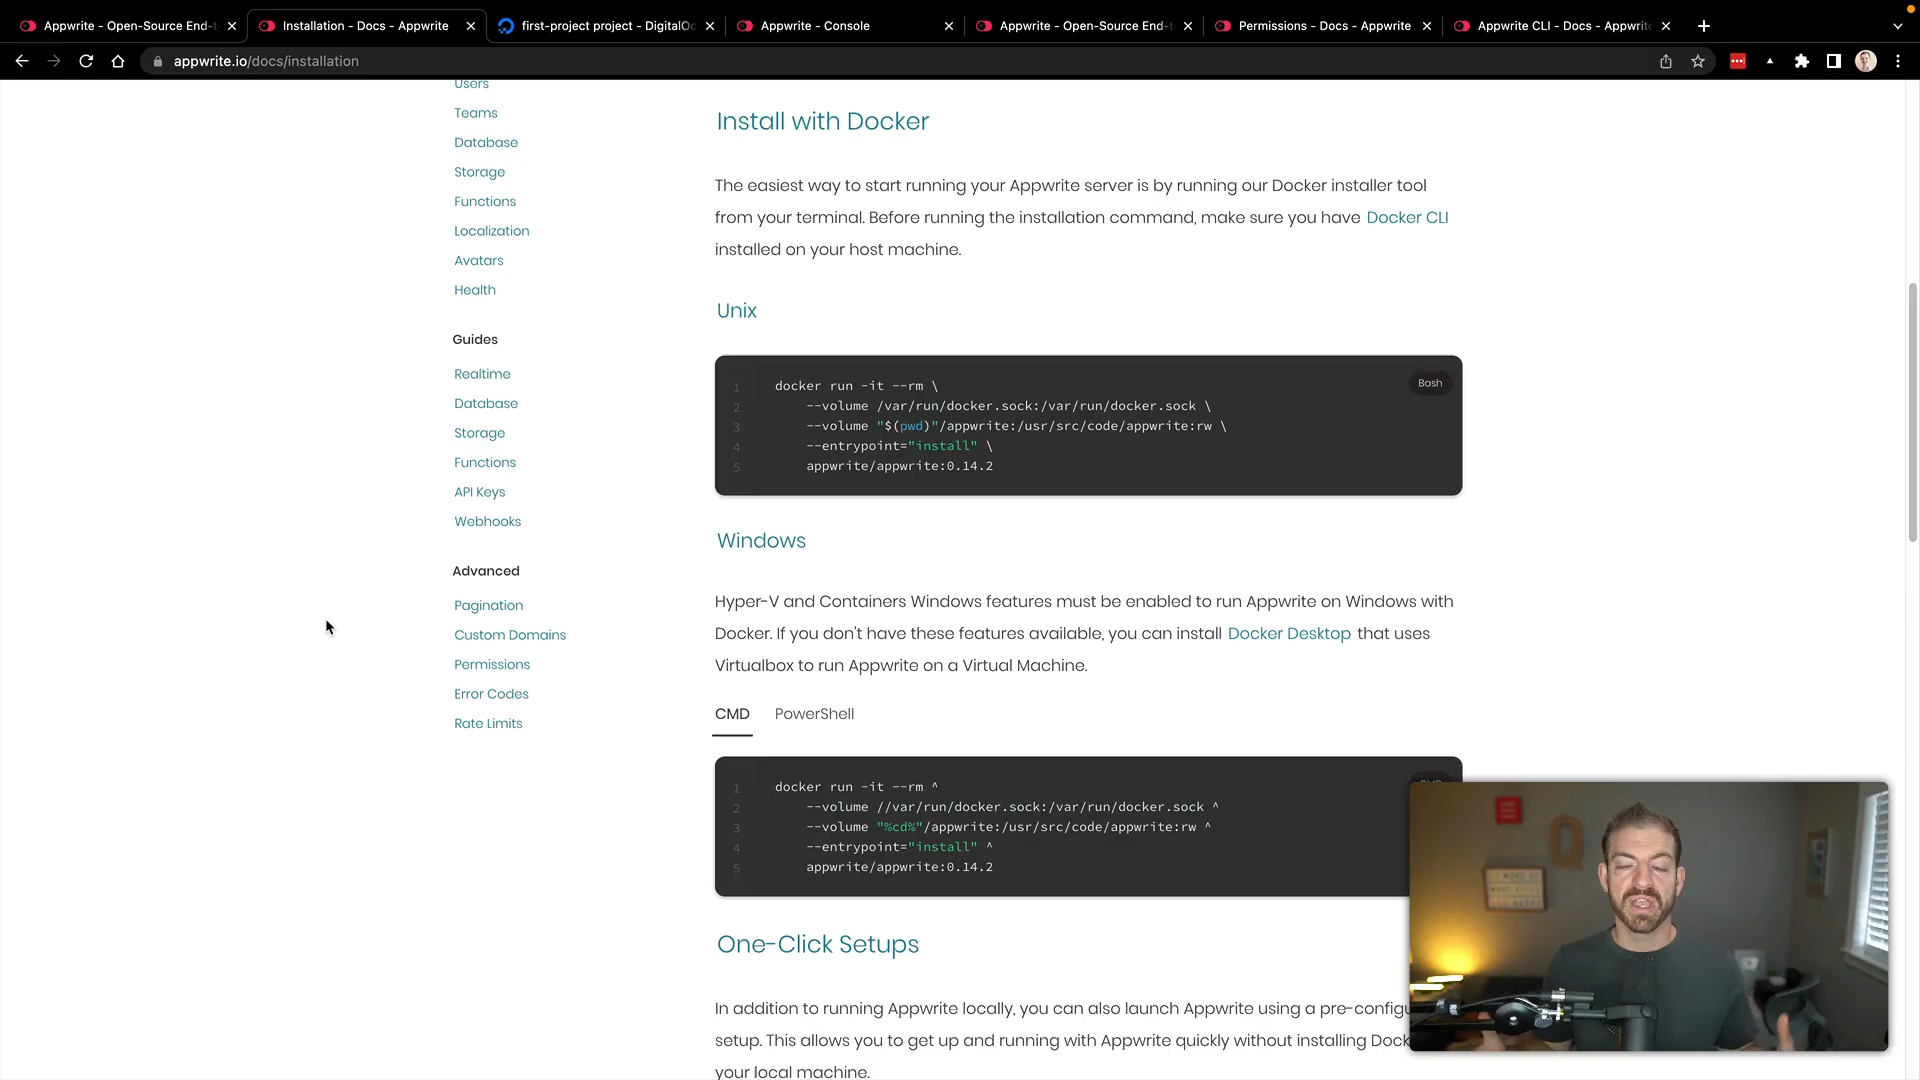 Appwrite - Open-Source End-t
Installation - Docs - Appwrite
first-project project - DigitalOc
Appwrite - Console
Appwrite - Open-Source End-t
Permissions - Docs - Appwrite
Appwrite CLI - Docs - Appwrit
appwrite.io/docs/installation
Users
Teams
Database
Storage
Functions
Localization
Avatars
Health
Guides
Realtime
Database
Storage
Functions
API Keys
Webhooks
Advanced
Pagination
Custom Domains
Permissions
Error Codes
Rate Limits
Install with Docker
The easiest way to start running your Appwrite server is by running our Docker installer tool
from your terminal. Before running the installation command, make sure you have Docker CLI
installed on your host machine.
Unix
Bash
1 docker run -it --rm \
2 --volume /var/run/docker.sock:/var/run/docker.sock \
3 --volume "$(pwd)"/appwrite:/usr/src/code/appwrite:rw \
4 --entrypoint="install" \
5 appwrite/appwrite:0.14.2
Windows
Hyper-V and Containers Windows features must be enabled to run Appwrite on Windows with
Docker. If you don't have these features available, you can install Docker Desktop that uses
Virtualbox to run Appwrite on a Virtual Machine.
CMD PowerShell
CMD
1 docker run -it --rm ^
2 --volume //var/run/docker.sock:/var/run/docker.sock ^
3 --volume "%cd%"/appwrite:/usr/src/code/appwrite:rw ^
4 --entrypoint="install" ^
5 appwrite/appwrite:0.14.2
One-Click Setups
In addition to running Appwrite locally, you can also launch Appwrite using a pre-configu
setup. This allows you to get up and running with Appwrite quickly without installing Dock
your local machine.